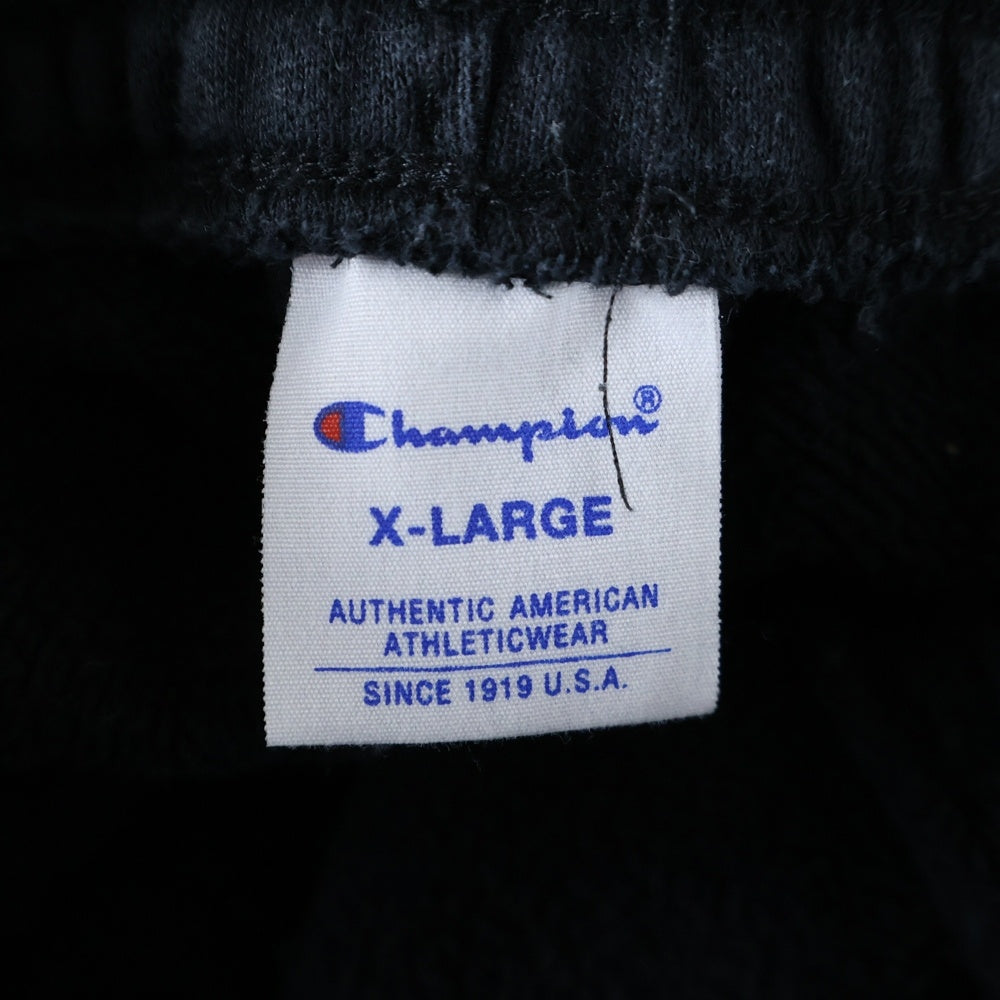 Champion®
X-LARGE
AUTHENTIC AMERICAN
ATHLETICWEAR
SINCE 1919 U.S.A.